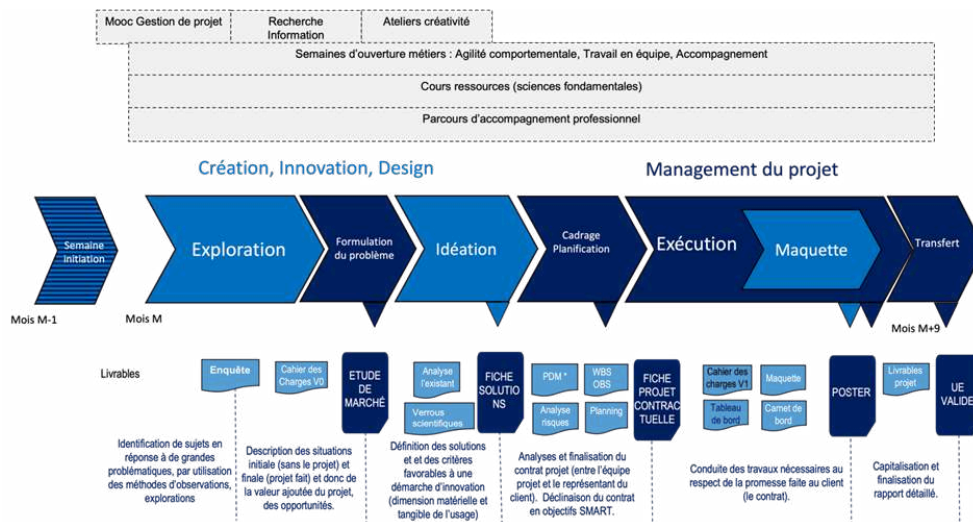 Mooc Gestion de projet
Recherche
Information
Ateliers créativité
Semaines d'ouverture métiers : Agilité comportementale, Travail en équipe, Accompagnement
Cours ressources (sciences fondamentales)
Parcours d'accompagnement professionnel
Création, Innovation, Design
Management du projet
Semaine
initiation
Exploration
Formulation
du problème
Idéation
Cadrage
Planification
Exécution
Maquette
Transfert
Mois M-1
Mois M
Mois M+9
Livrables
Enquête
Cahier des
Charges V0
ETUDE
DE
MARCHÉ
Analyse
l'existant
Verrous
scientifiques
FICHE
SOLUTIO
NS
PDM *
WBS
OBS
Analyse
risques
Planning
FICHE
PROJET
CONTRAC
TUELLE
Cahier des
charges V1
Maquette
Tableau
de bord
Carnet de
bord
POSTER
Livrables
projet
UE
VALIDE
Identification de sujets en
réponse à de grandes
problématiques, par utilisation
des méthodes d'observations,
explorations
Description des situations
initiale (sans le projet) et
finale (projet fait) et donc de
la valeur ajoutée du projet,
des opportunités.
Définition des solutions
et et des critères
favorables à une
démarche d'innovation
(dimension matérielle et
tangible de l'usage)
Analyses et finalisation du
contrat projet (entre l'équipe
projet et le représentant du
client). Déclinaison du contrat
en objectifs SMART.
Conduite des travaux nécessaires au
respect de la promesse faite au client
(le contrat).
Capitalisation et
finalisation du
rapport détaillé.